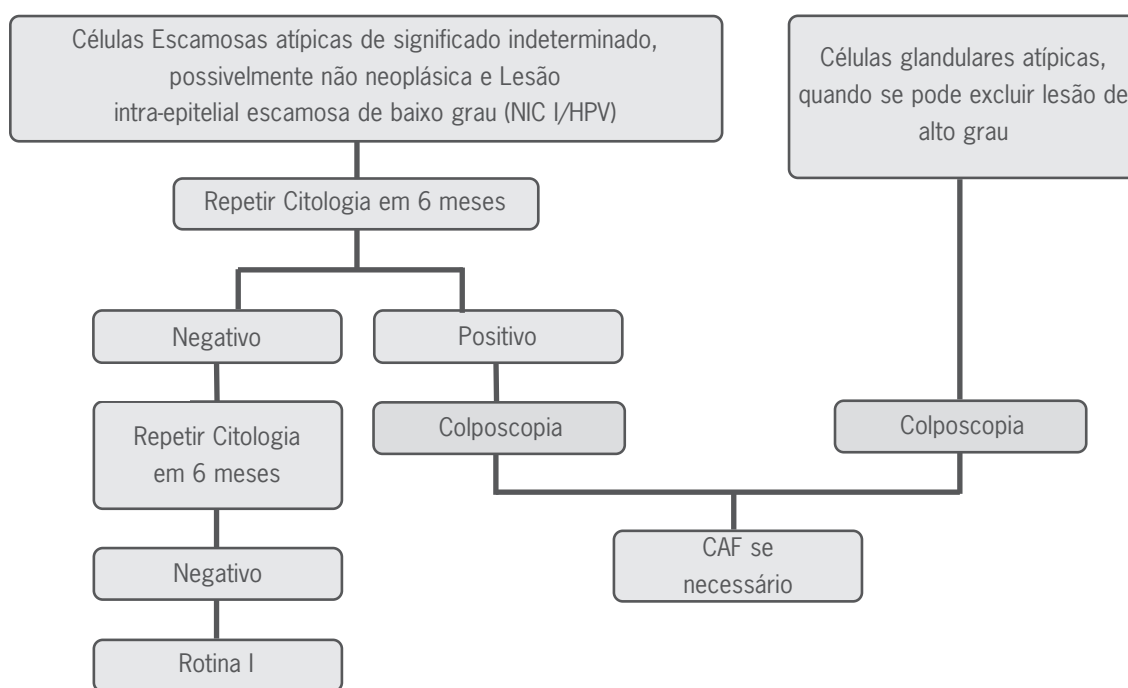 Células Escamosas atípicas de significado indeterminado,
possivelmente não neoplásica e Lesão
intra-epitelial escamosa de baixo grau (NIC I/HPV)
Células glandulares atípicas,
quando se pode excluir lesão de
alto grau
Repetir Citologia em 6 meses
Negativo
Positivo
Repetir Citologia
em 6 meses
Colposcopia
Colposcopia
Negativo
CAF se
necessário
Rotina I